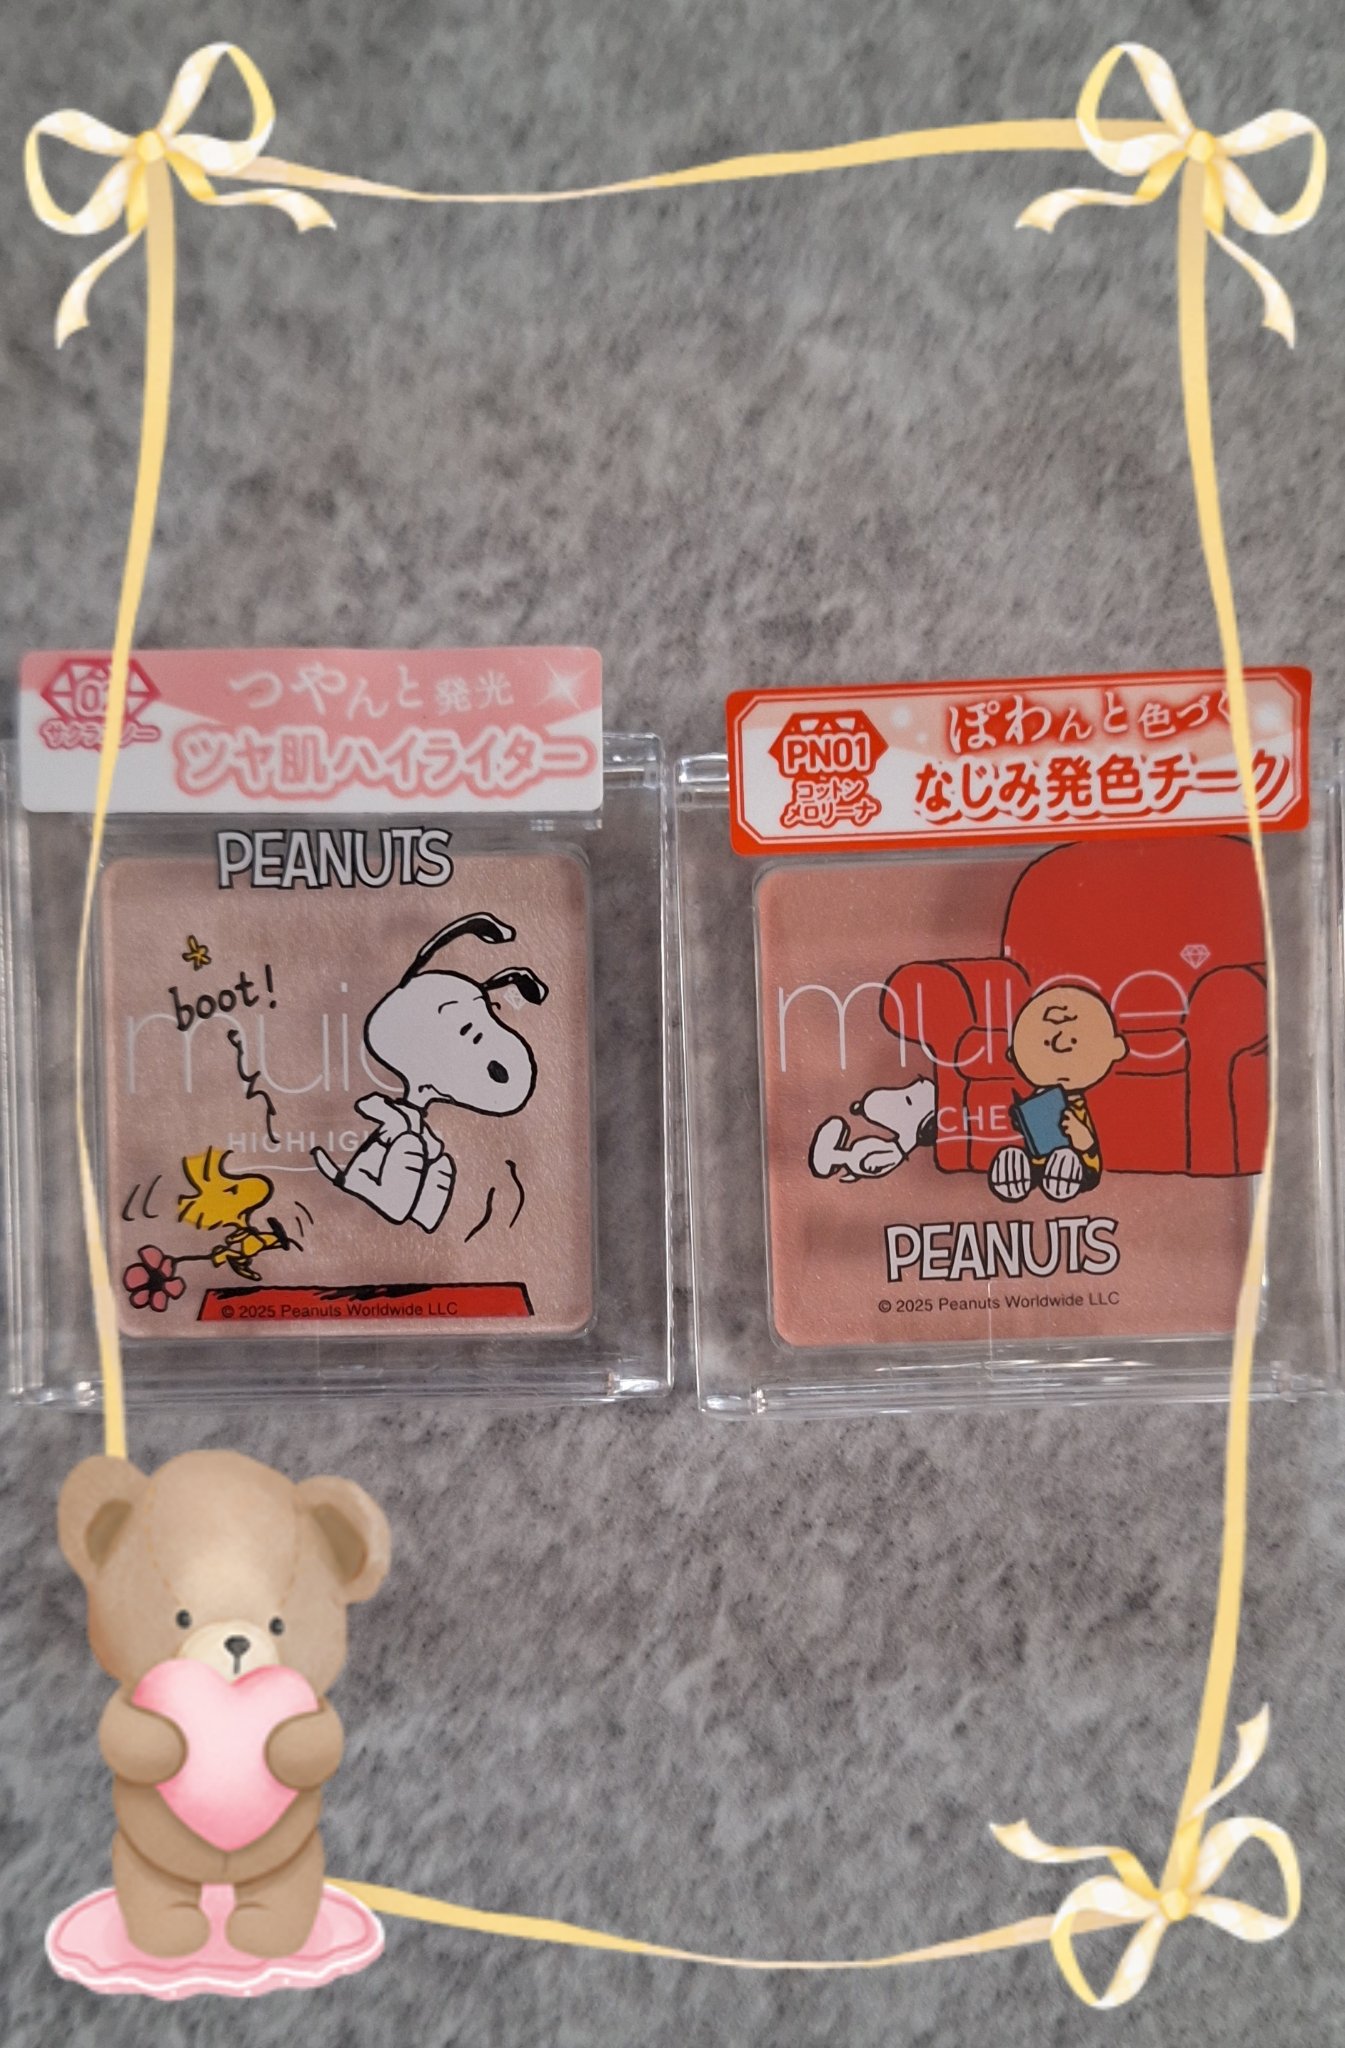 つやんと発光
ツヤ肌ハイライター
PEANUTS
boot!
muice
HIGHLIGHTER
© 2025 Peanuts Worldwide LLC
PN01
コットン
メロリーナ
ぽわんと色づく
なじみ発色チーク
muice
CHEEK
PEANUTS
© 2025 Peanuts Worldwide LLC